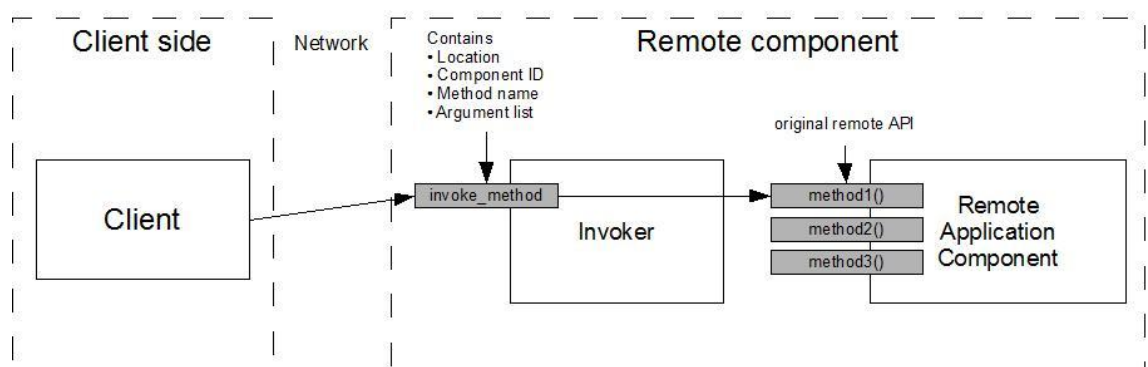 Client side
Network
Remote component
Contains
• Location
• Component ID
• Method name
• Argument list
original remote API
Client
invoke_method
Invoker
method1()
method2()
method3()
Remote
Application
Component